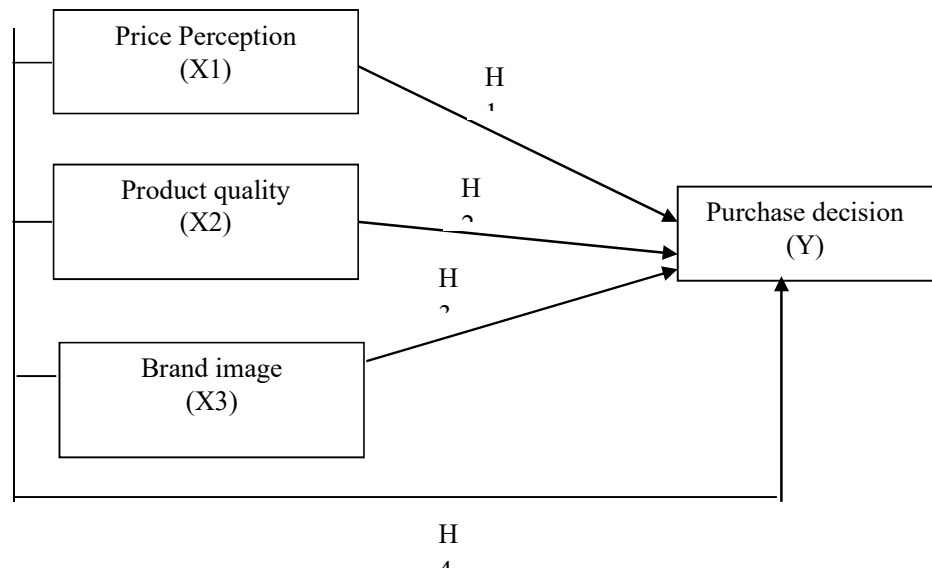 Price Perception
(X1)
H
1
Product quality
(X2)
H
2
Purchase decision
(Y)
Brand image
(X3)
H
3
H
4